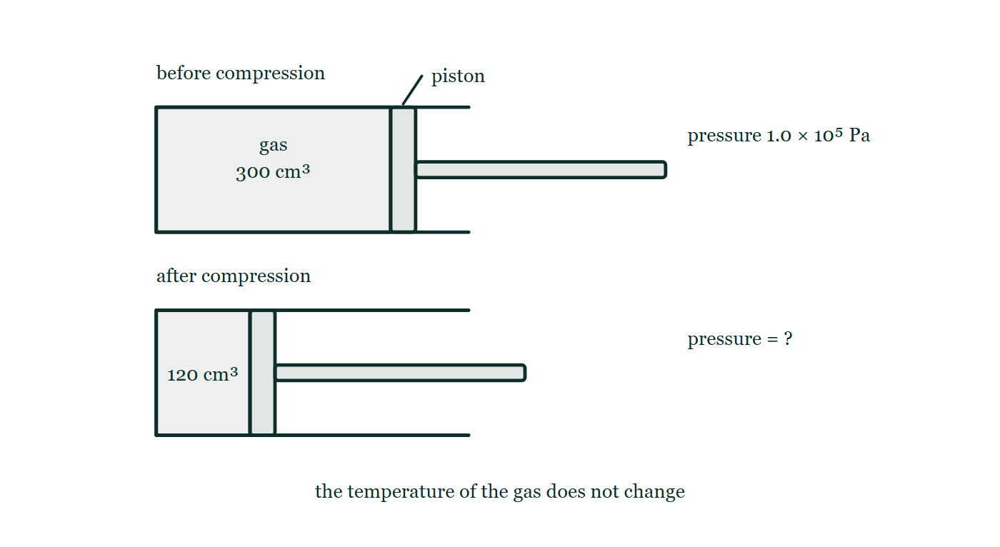 before compression
piston
gas
300 cm³
pressure 1.0 × 10⁵ Pa
after compression
120 cm³
pressure = ?
the temperature of the gas does not change